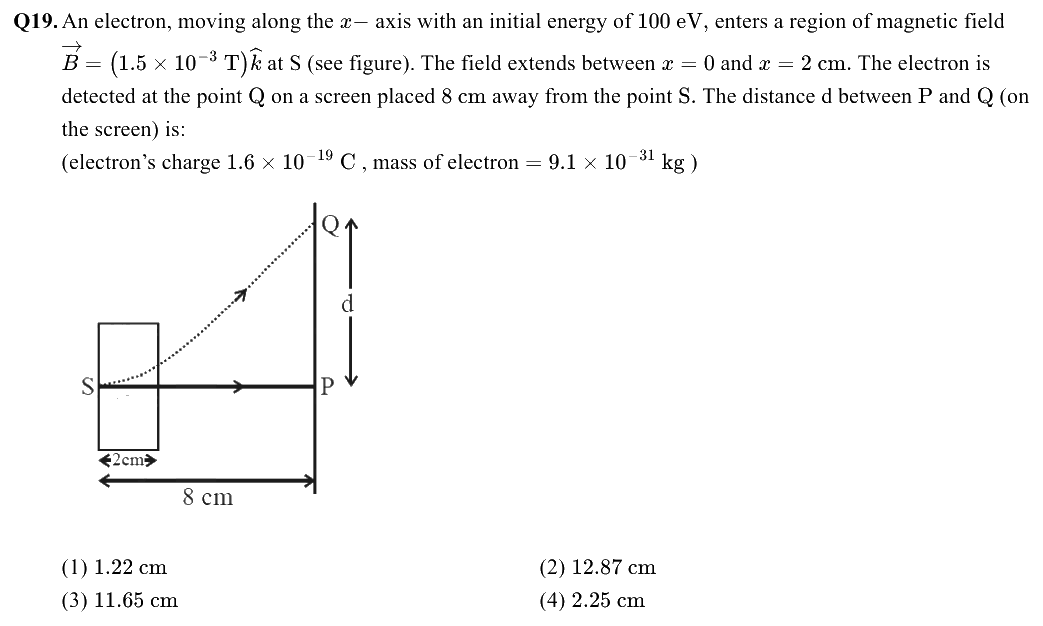 Q19. An electron, moving along the x− axis with an initial energy of 100 eV, enters a region of magnetic field
\vec{B} = (1.5 × 10⁻³ T)k̂ at S (see figure). The field extends between x = 0 and x = 2 cm. The electron is
detected at the point Q on a screen placed 8 cm away from the point S. The distance d between P and Q (on
the screen) is:
(electron's charge 1.6 × 10⁻¹⁹ C , mass of electron = 9.1 × 10⁻³¹ kg )
Q
d
S
P
2cm
8 cm
(1) 1.22 cm
(2) 12.87 cm
(3) 11.65 cm
(4) 2.25 cm